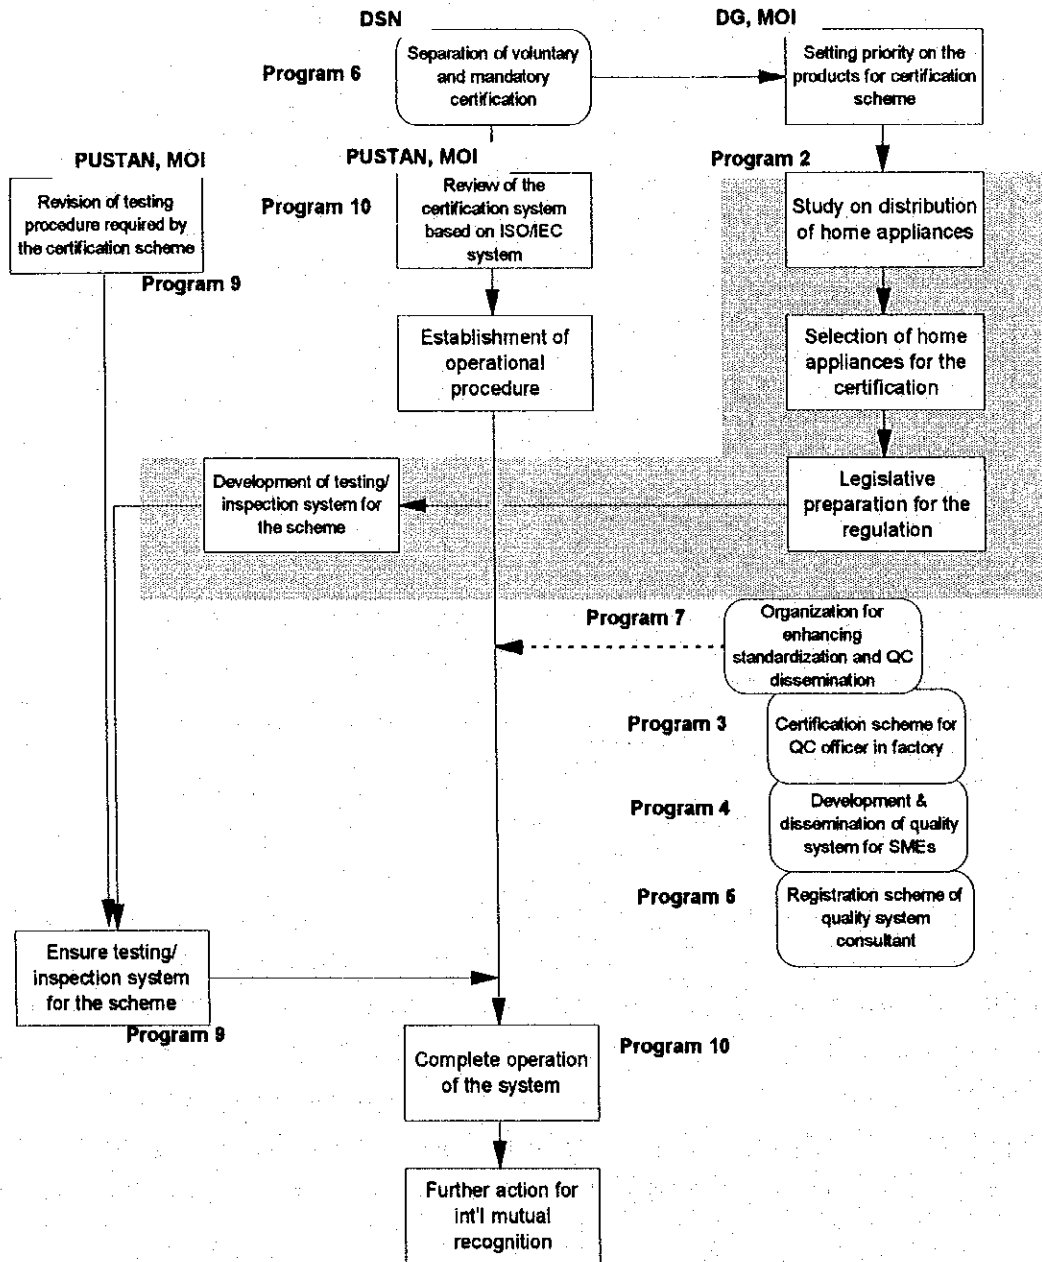 DSN
DG, MOI
Program 6
Separation of voluntary
and mandatory
certification
Setting priority on the
products for certification
scheme
PUSTAN, MOI
PUSTAN, MOI
Program 2
Revision of testing
procedure required by
the certification scheme
Program 9
Program 10
Review of the
certification system
based on ISO/IEC
system
Study on distribution
of home appliances
Establishment of
operational
procedure
Selection of home
appliances for the
certification
Development of testing/
inspection system for
the scheme
Legislative
preparation for the
regulation
Program 7
Organization for
enhancing
standardization and QC
dissemination
Program 3
Certification scheme for
QC officer in factory
Program 4
Development &
dissemination of quality
system for SMEs
Program 5
Registration scheme of
quality system
consultant
Ensure testing/
inspection system
for the scheme
Program 9
Complete operation
of the system
Program 10
Further action for
int'l mutual
recognition